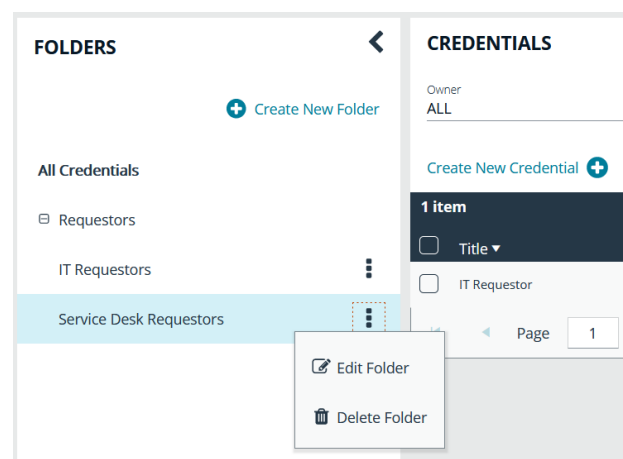 FOLDERS
Create New Folder
All Credentials
Requestors
IT Requestors
Service Desk Requestors
Edit Folder
Delete Folder
CREDENTIALS
Owner
ALL
Create New Credential
1 item
Title
IT Requestor
Page 1